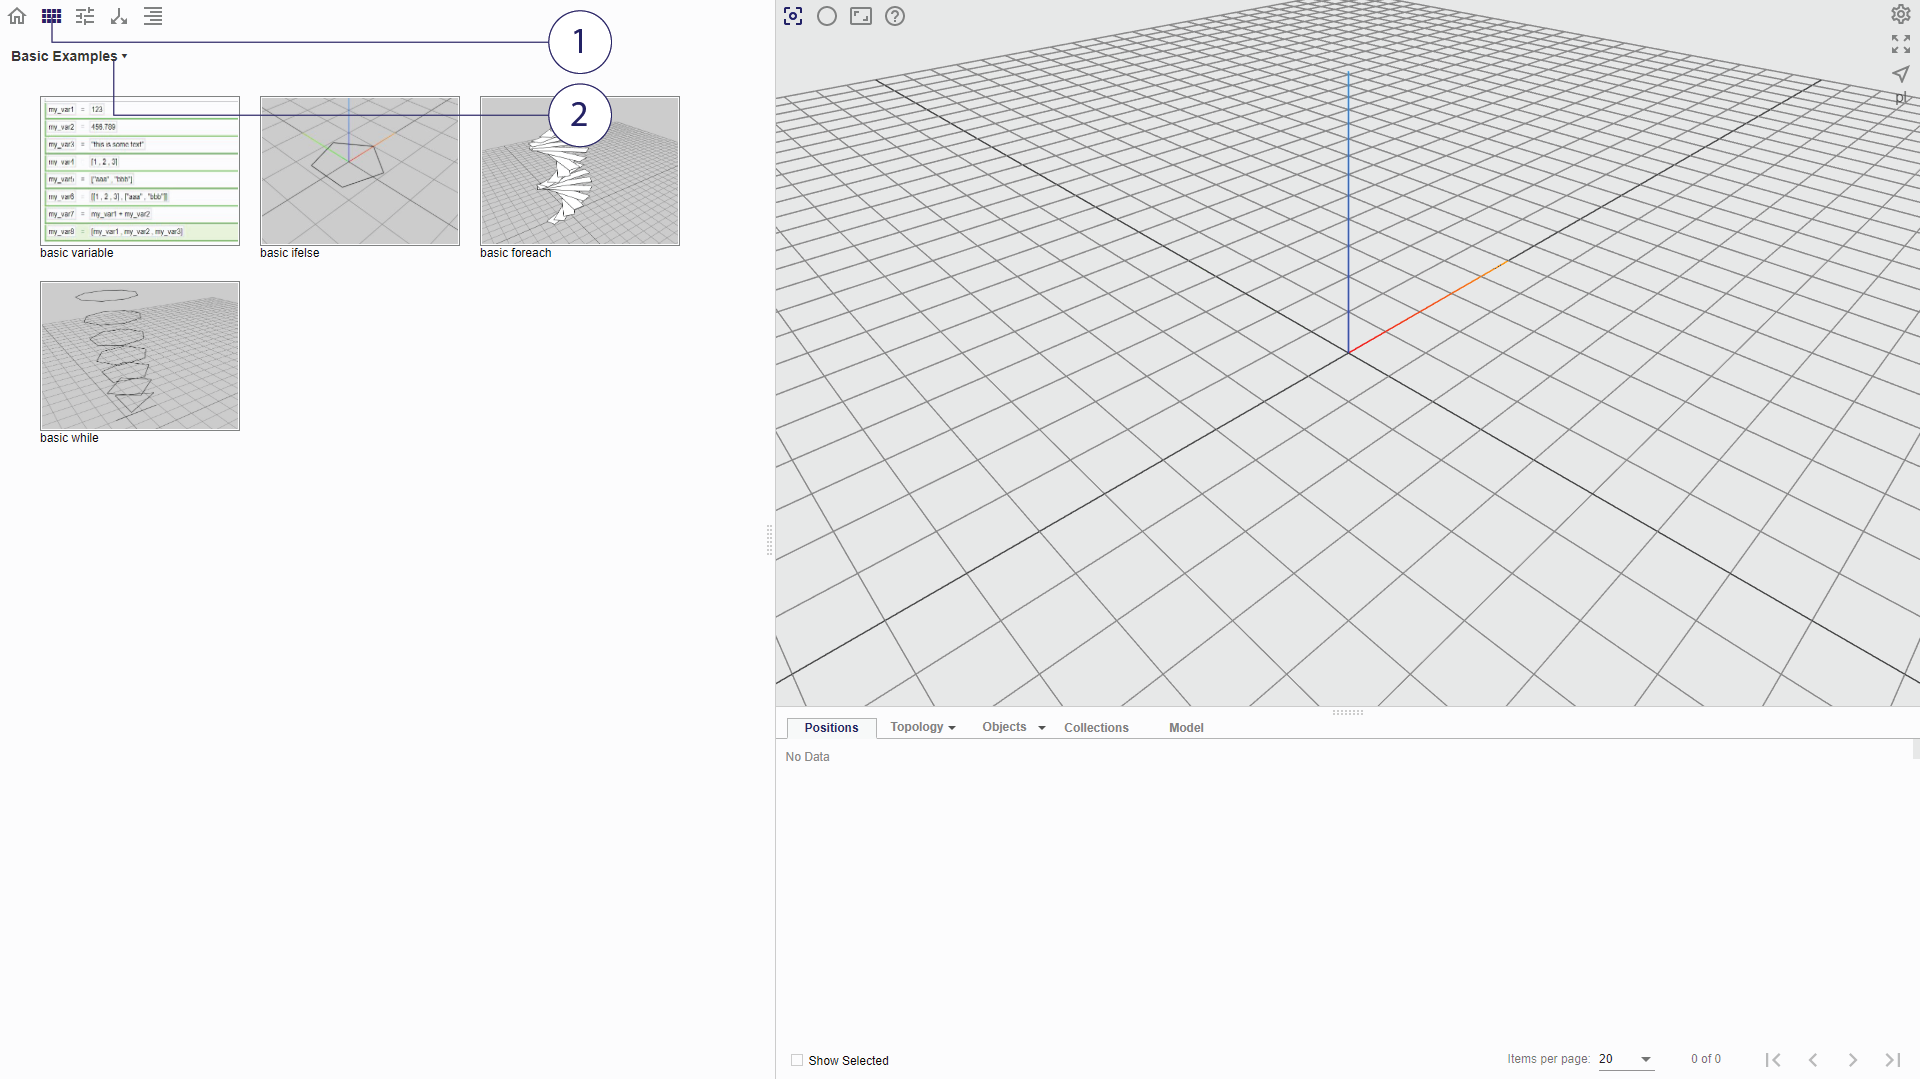 1
Basic Examples
2
my_var1 = 123
my_var2 = 456.789
my_var3 = "this is some text"
my_var4 [1 , 2 , 3]
my_var5 = ["aaa" , "bbb"]
my_var6 = [[1 , 2 , 3] , ["aaa" , "bbb"]]
my_var7 = my_var1 + my_var2
my_var8 = [my_var1 , my_var2 , my_var3]
basic variable
basic ifelse
basic foreach
basic while
Positions
Topology
Objects
Collections
Model
No Data
Show Selected
Items per page: 20
0 of 0